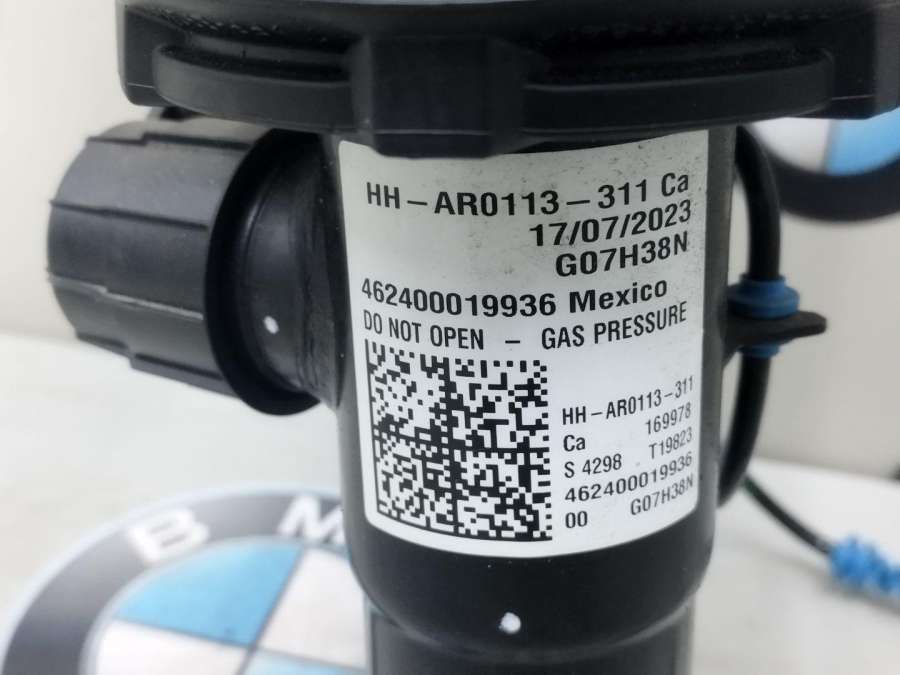 HH-AR0113-311 Ca
17/07/2023
G07H38N
462400019936 Mexico
DO NOT OPEN - GAS PRESSURE
HH-AR0113-311
Ca 169978
S 4298 T19823
462400019936
00 G07H38N
B M